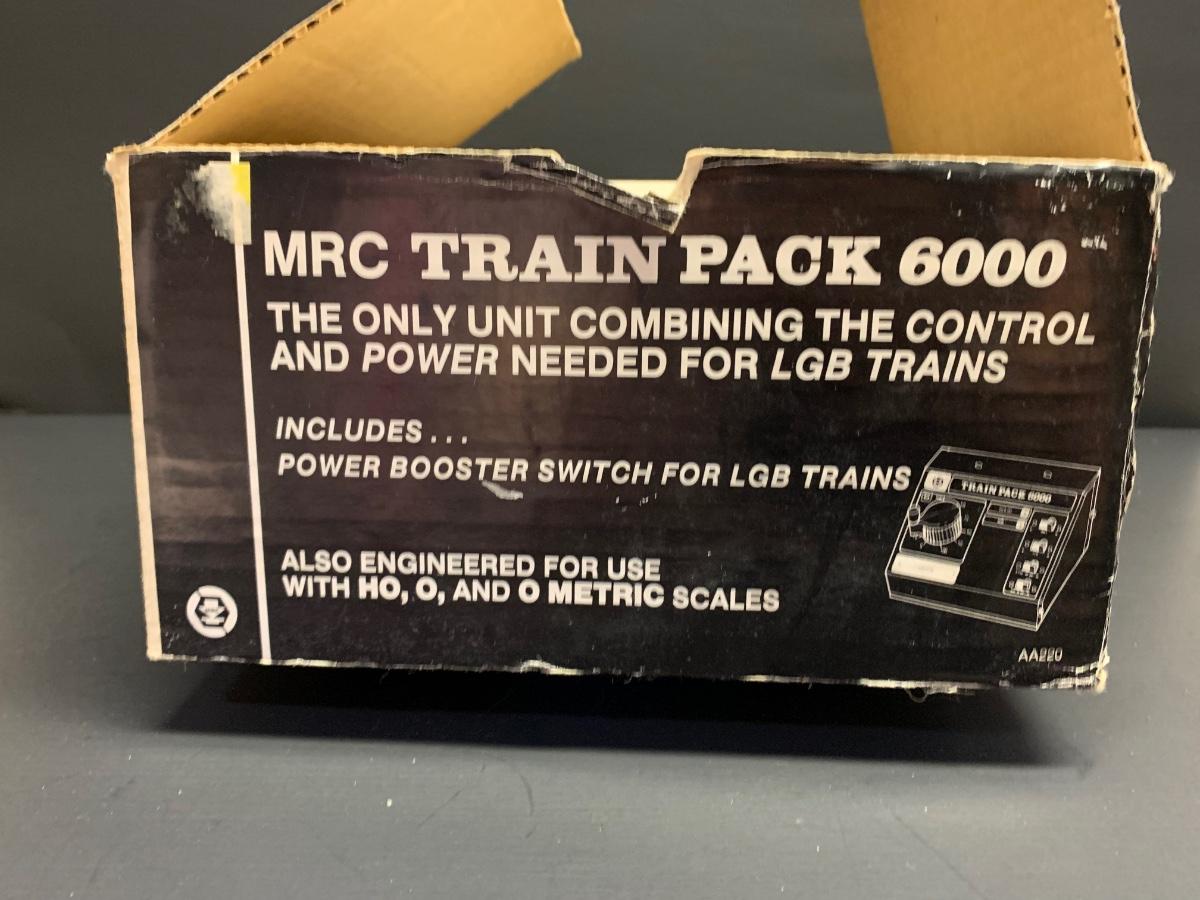 MRC TRAIN PACK 6000
THE ONLY UNIT COMBINING THE CONTROL
AND POWER NEEDED FOR LGB TRAINS
INCLUDES...
POWER BOOSTER SWITCH FOR LGB TRAINS
TRAIN PACK 6000
ALSO ENGINEERED FOR USE
WITH HO, O, AND O METRIC SCALES
AA220